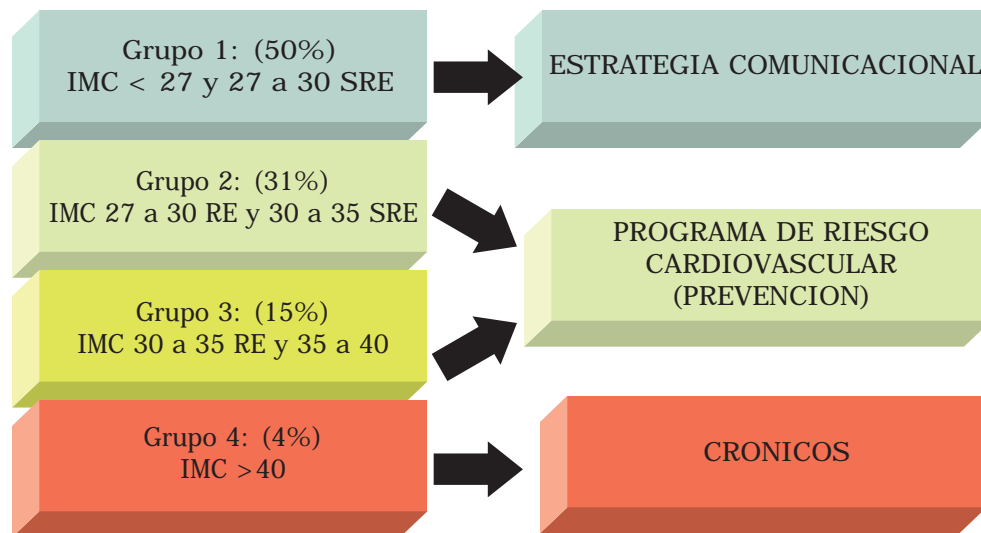 Grupo 1: (50%)
IMC < 27 y 27 a 30 SRE
ESTRATEGIA COMUNICACIONAL
Grupo 2: (31%)
IMC 27 a 30 RE y 30 a 35 SRE
PROGRAMA DE RIESGO
CARDIOVASCULAR
(PREVENCION)
Grupo 3: (15%)
IMC 30 a 35 RE y 35 a 40
Grupo 4: (4%)
IMC >40
CRONICOS